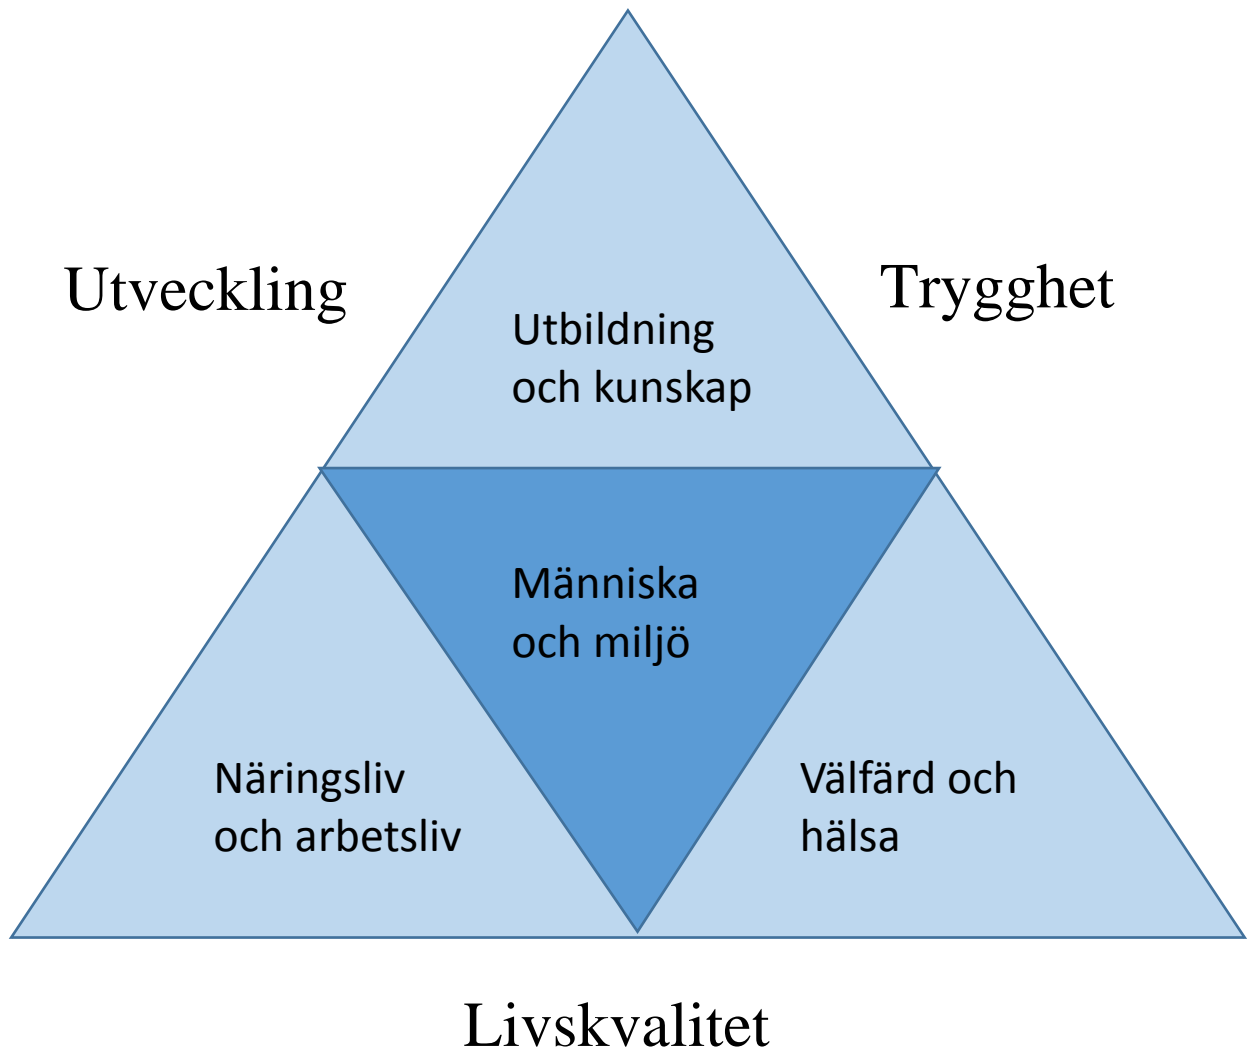 Utveckling
Trygghet
Utbildning
och kunskap
Människa
och miljö
Näringsliv
och arbetsliv
Välfärd och
hälsa
Livskvalitet